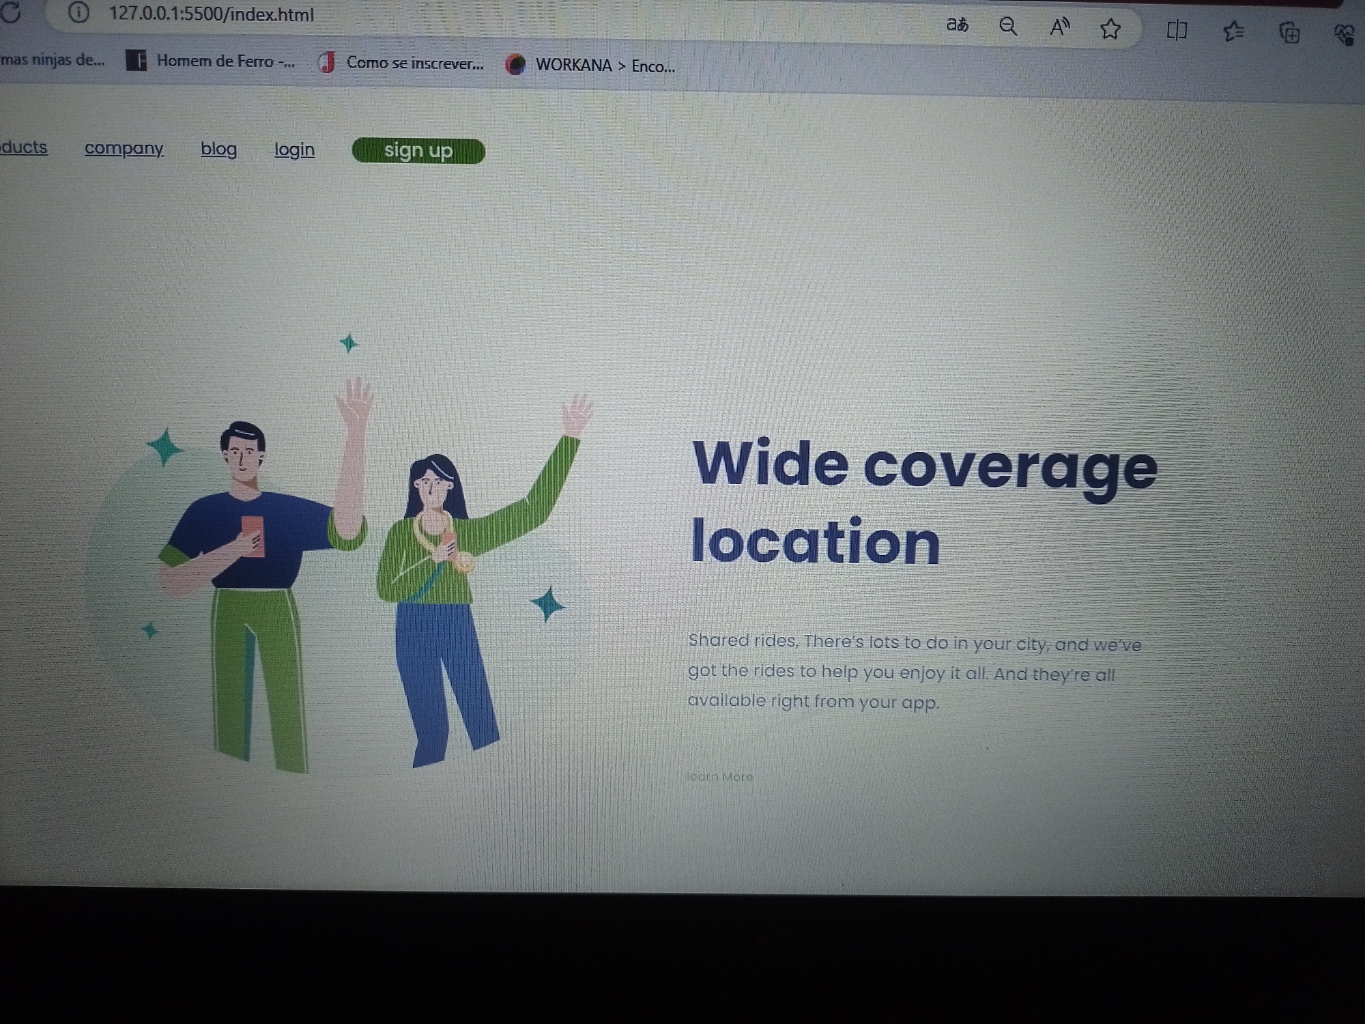 127.0.0.1:5500/index.html
mas ninjas de...
Homem de Ferro -...
Como se inscrever...
WORKANA > Enco...
company
blog
login
sign up
Wide coverage
location
Shared rides, There's lots to do in your city, and we've
got the rides to help you enjoy it all. And they're all
available right from your app.
learn More